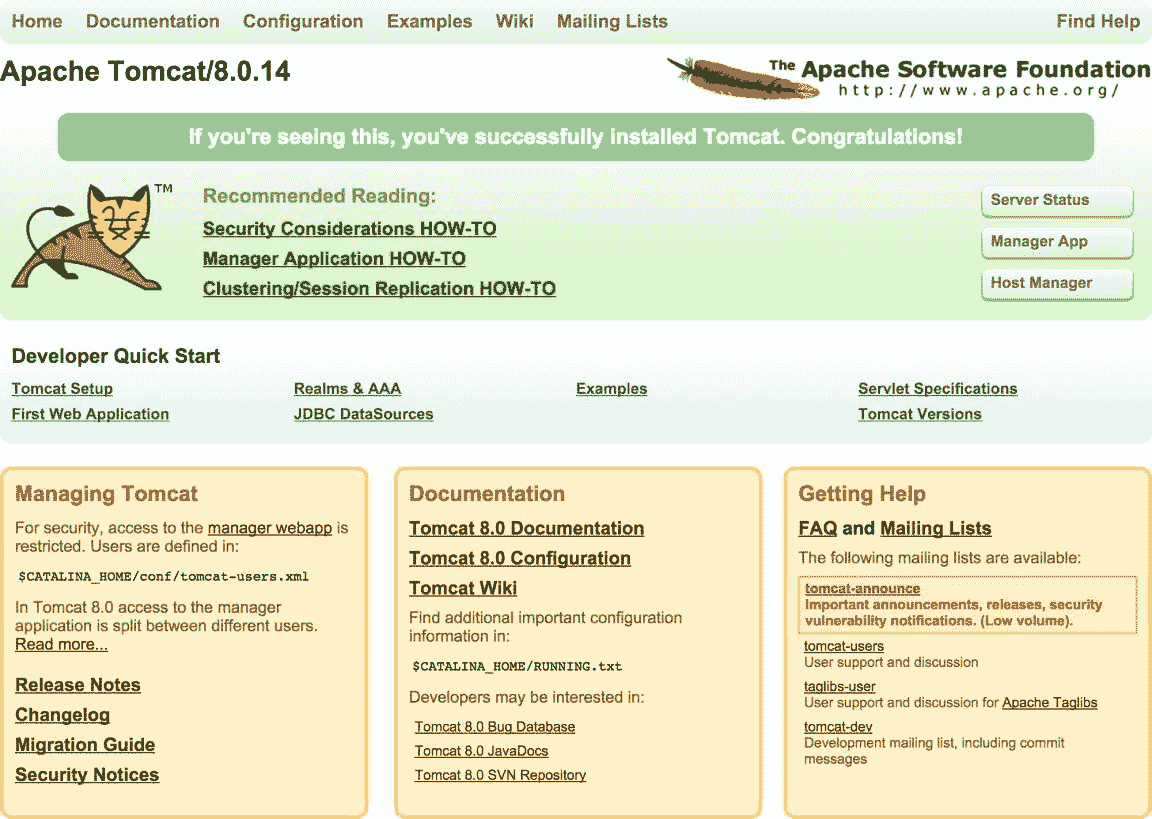 Home Documentation Configuration Examples Wiki Mailing Lists Find Help
Apache Tomcat/8.0.14
The Apache Software Foundation
http://www.apache.org/
If you're seeing this, you've successfully installed Tomcat. Congratulations!
TM
Recommended Reading:
Security Considerations HOW-TO
Manager Application HOW-TO
Clustering/Session Replication HOW-TO
Server Status
Manager App
Host Manager
Developer Quick Start
Tomcat Setup
First Web Application
Realms & AAA
JDBC DataSources
Examples
Servlet Specifications
Tomcat Versions
Managing Tomcat
For security, access to the manager webapp is
restricted. Users are defined in:
$CATALINA_HOME/conf/tomcat-users.xml
In Tomcat 8.0 access to the manager
application is split between different users.
Read more...
Release Notes
Changelog
Migration Guide
Security Notices
Documentation
Tomcat 8.0 Documentation
Tomcat 8.0 Configuration
Tomcat Wiki
Find additional important configuration
information in:
$CATALINA_HOME/RUNNING.txt
Developers may be interested in:
Tomcat 8.0 Bug Database
Tomcat 8.0 JavaDocs
Tomcat 8.0 SVN Repository
Getting Help
FAQ and Mailing Lists
The following mailing lists are available:
tomcat-announce
Important announcements, releases, security
vulnerability notifications. (Low volume).
tomcat-users
User support and discussion
taglibs-user
User support and discussion for Apache Taglibs
tomcat-dev
Development mailing list, including commit
messages